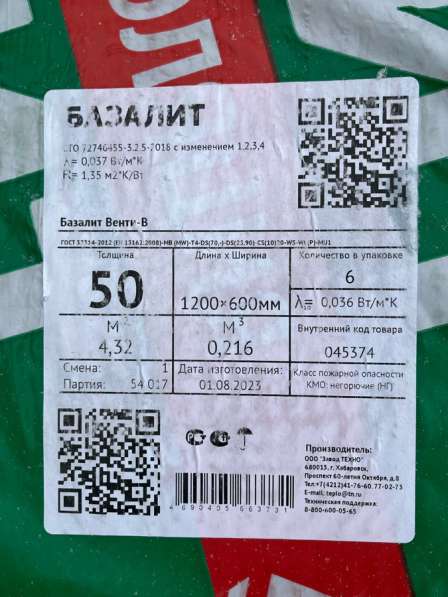 БАЗАЛИТ
СТО 72746455-3.2.5-2018 с изменением 1,2,3,4
λ= 0,037 Вт/м*К
R= 1,35 м2*К/Вт
Базалит Венти-В
ГОСТ 32314-2012 (EN 13162:2008)-MB (MW)-T4-DS(70,-)-DS(23,90)-CS(10)20-WS-WL(P)-MU1
Толщина
50
Длина x Ширина
1200×600мм
Количество в упаковке
6
λ10= 0,036 Вт/м*К
М2
4,32
М3
0,216
Внутренний код товара
045374
Смена: 1
Партия: 54 017
Дата изготовления:
01.08.2023
Класс пожарной опасности
КМ0: негорючие (НГ)
Производитель:
ООО "Завод ТЕХНО"
680015, г. Хабаровск,
Проспект 60-летия Октября, д.8
Тел:+7(4212)41-76-60,77-02-73
E-mail: teplo@tn.ru
Техническая поддержка:
8-800-600-05-65
4690405663731